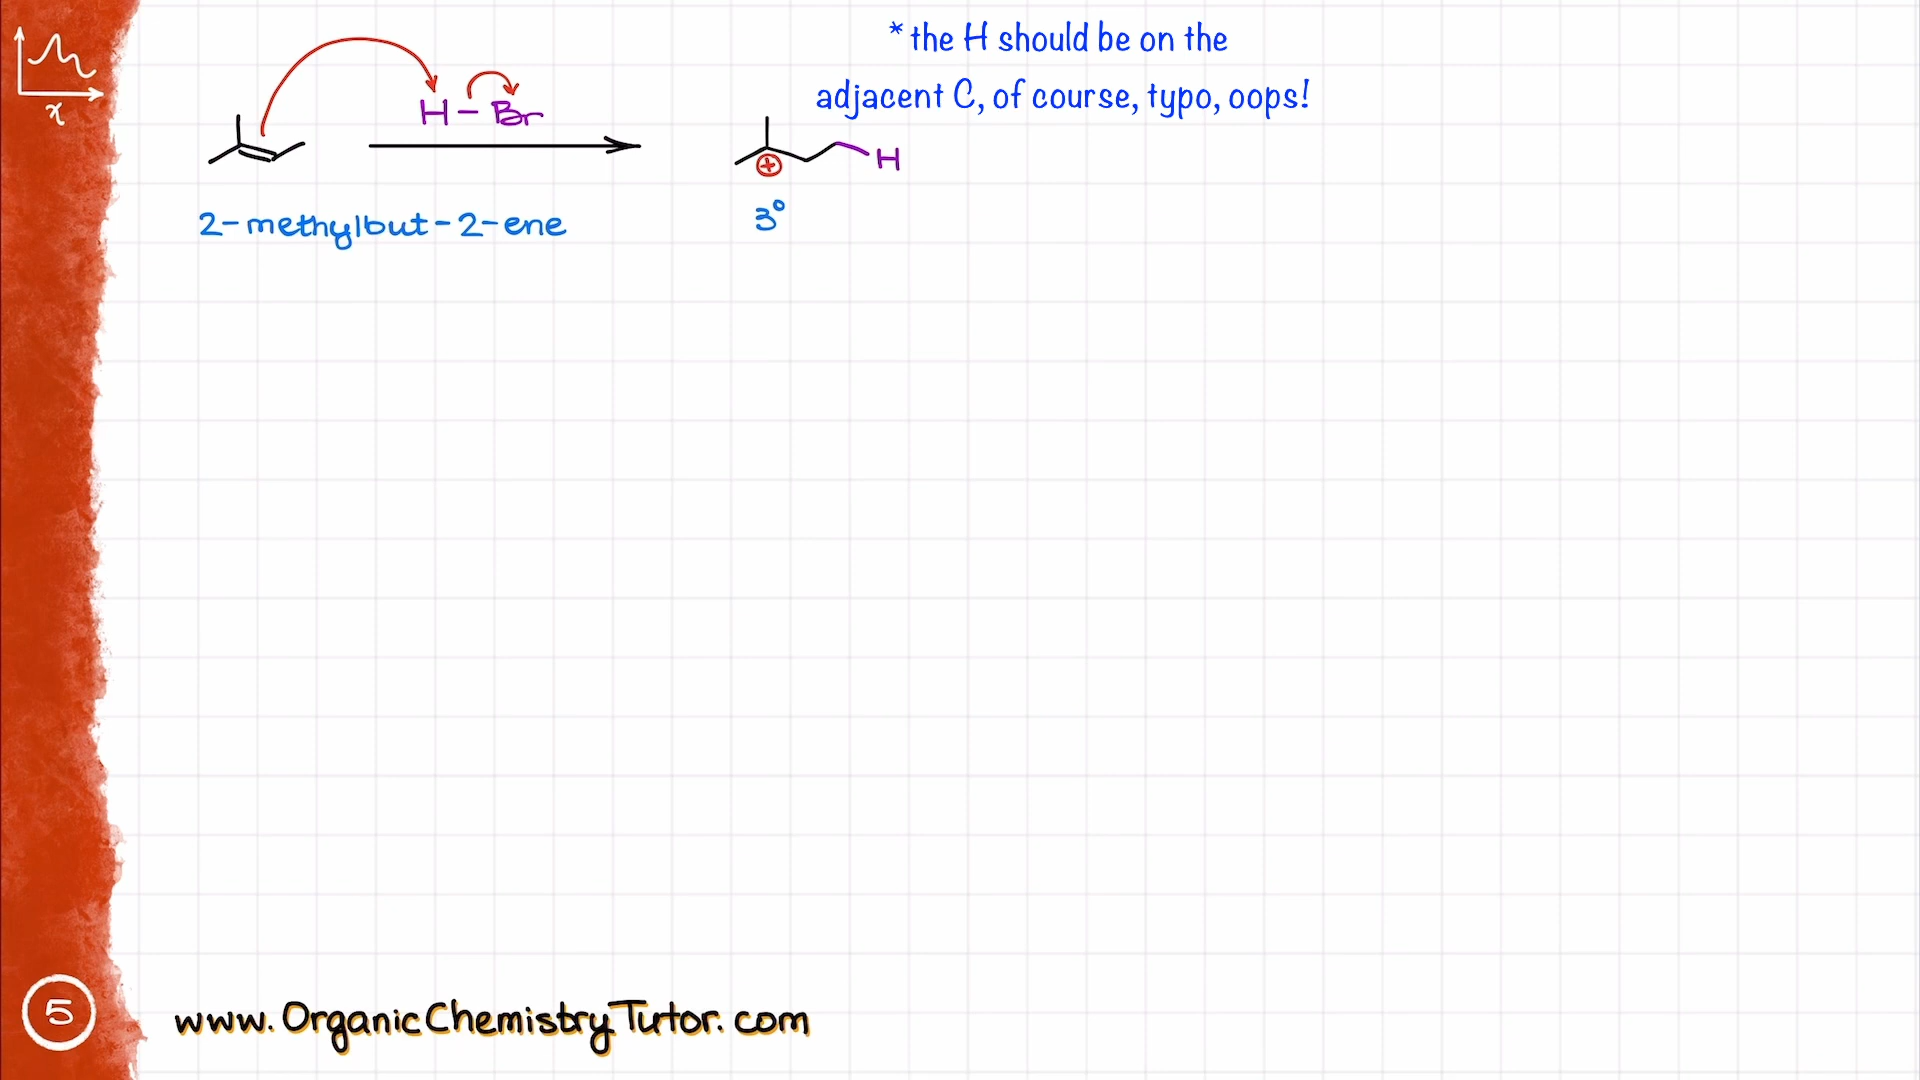 * the H should be on the
adjacent C, of course, typo, oops!
H-Br
+
H
2-methylbut-2-ene
3°
x
5
www.OrganicChemistryTutor.com